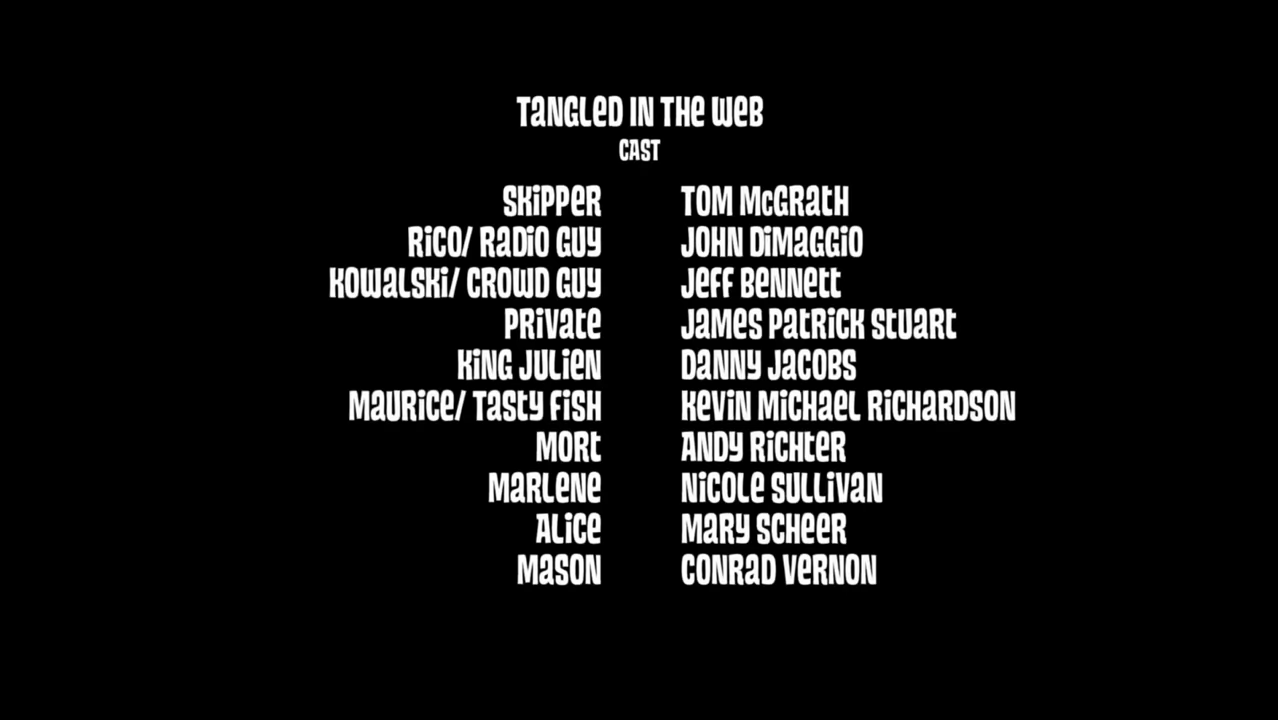 TANGLED IN THE WEB
CAST
SKIPPER TOM McGRATH
RICO/ RADIO GUY JOHN DIMAGGIO
KOWALSKI/ CROWD GUY JEFF BENNETT
PRIVATE JAMES PATRICK STUART
KING JULIEN DANNY JACOBS
MAURICE/ TASTY FISH KEVIN MICHAEL RICHARDSON
MORT ANDY RICHTER
MARLENE NICOLE SULLIVAN
ALICE MARY SCHEER
MASON CONRAD VERNON